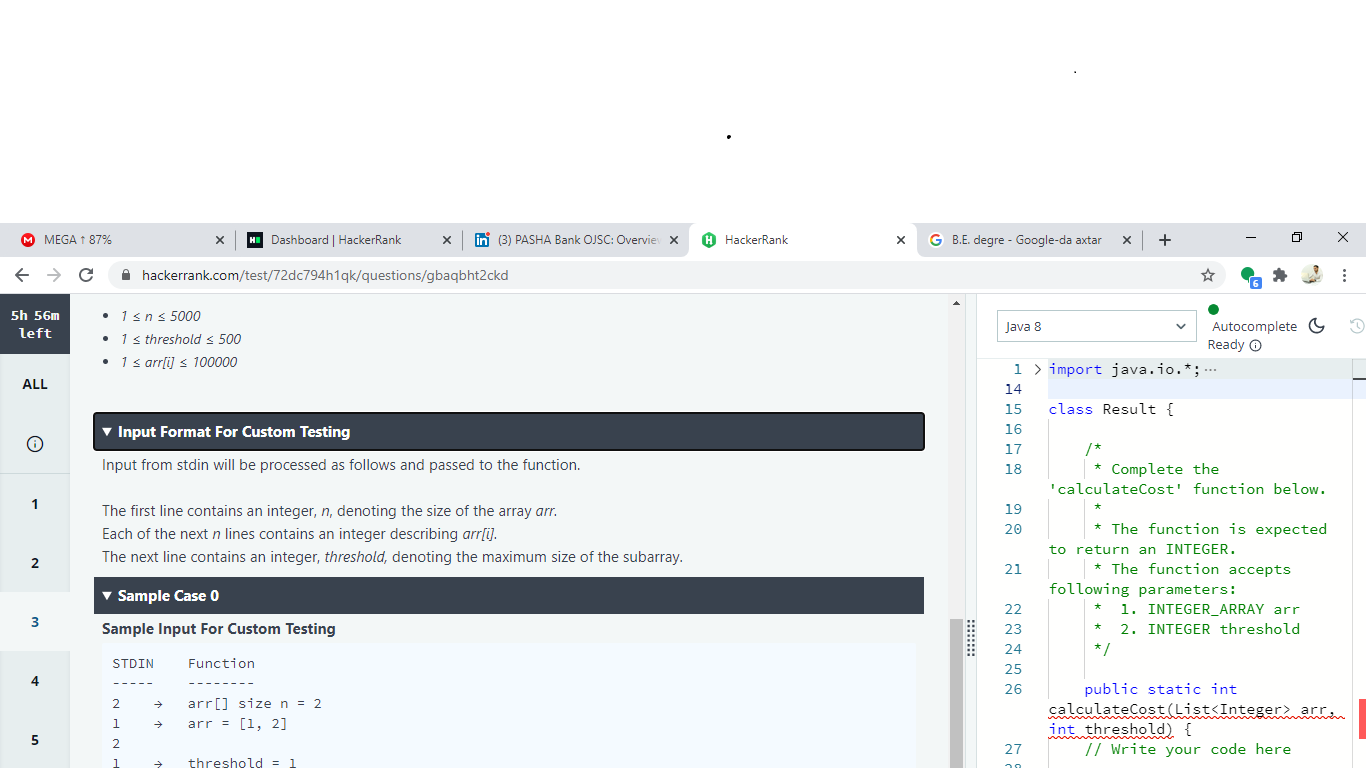 MEGA ↑ 87%
Dashboard | HackerRank
(3) PASHA Bank OJSC: Overvie
HackerRank
B.E. degre - Google-da axtar
hackerrank.com/test/72dc794h1qk/questions/gbaqbht2ckd
6
5h 56m
left
ALL
1
2
3
4
5
• 1 ≤ n ≤ 5000
• 1 ≤ threshold ≤ 500
• 1 ≤ arr[i] ≤ 100000
▼ Input Format For Custom Testing
Input from stdin will be processed as follows and passed to the function.
The first line contains an integer, n, denoting the size of the array arr.
Each of the next n lines contains an integer describing arr[i].
The next line contains an integer, threshold, denoting the maximum size of the subarray.
▼ Sample Case 0
Sample Input For Custom Testing
STDIN Function
----- --------
2 → arr[] size n = 2
1 → arr = [1, 2]
2
1 → threshold = 1
Java 8
Autocomplete
Ready
1 import java.io.*;
14
15 class Result {
16
17 /*
18 * Complete the
'calculateCost' function below.
19 *
20 * The function is expected
to return an INTEGER.
21 * The function accepts
following parameters:
22 * 1. INTEGER_ARRAY arr
23 * 2. INTEGER threshold
24 */
25
26 public static int
calculateCost(List<Integer> arr,
int threshold) {
27 // Write your code here
28